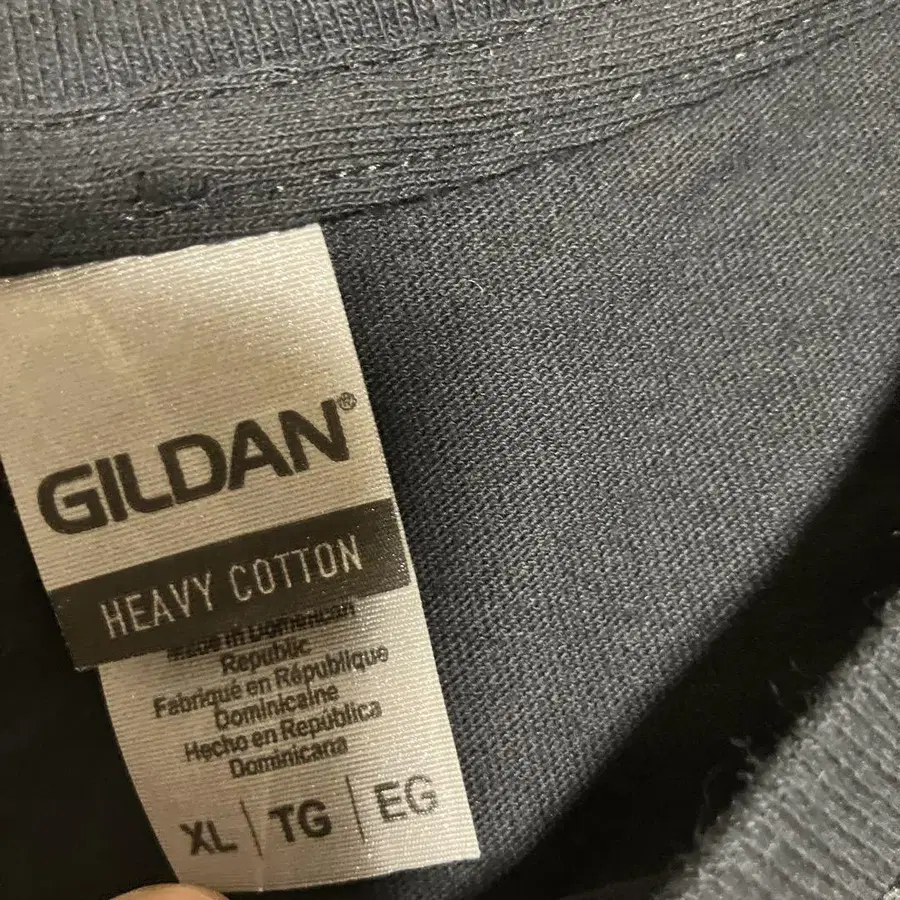 GILDAN®
HEAVY COTTON
Made in Dominican
Republic
Fabriqué en République
Dominicaine
Hecho en República
Dominicana
XL | TG | EG